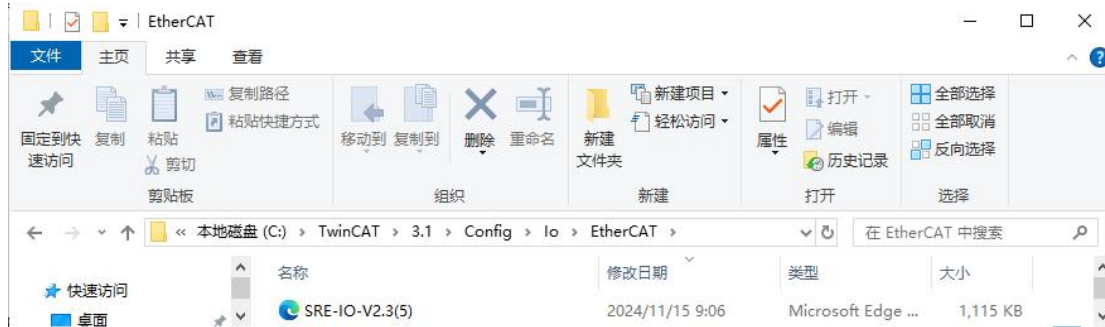 EtherCAT
文件 主页 共享 查看
固定到快速访问
复制
粘贴
复制路径
粘贴快捷方式
剪切
剪贴板
移动到
复制到
删除
重命名
组织
新建文件夹
新建项目
轻松访问
新建
属性
打开
编辑
历史记录
打开
全部选择
全部取消
反向选择
选择
« 本地磁盘 (C:) › TwinCAT › 3.1 › Config › Io › EtherCAT ›
在 EtherCAT 中搜索
快速访问
桌面
名称 修改日期 类型 大小
SRE-IO-V2.3(5) 2024/11/15 9:06 Microsoft Edge ... 1,115 KB